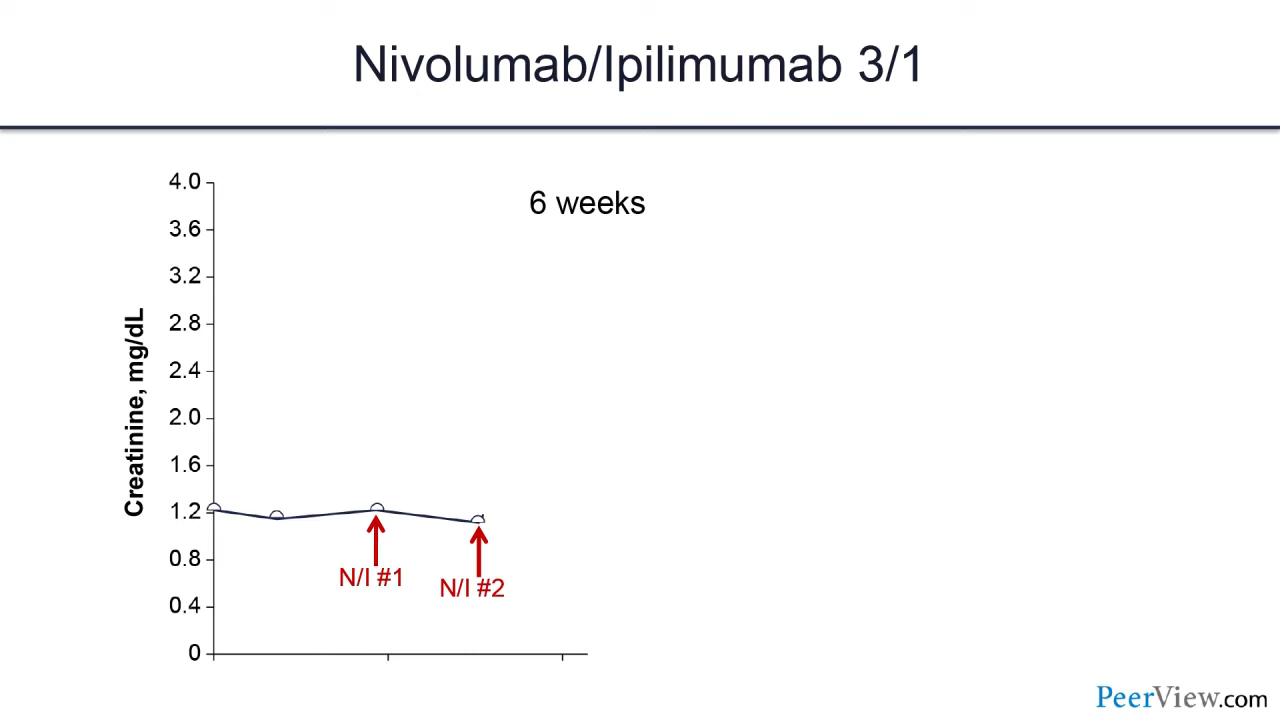 Nivolumab/Ipilimumab 3/1
6 weeks
Creatinine, mg/dL
4.0
3.6
3.2
2.8
2.4
2.0
1.6
1.2
0.8
0.4
0
N/I #1
N/I #2
PeerView.com